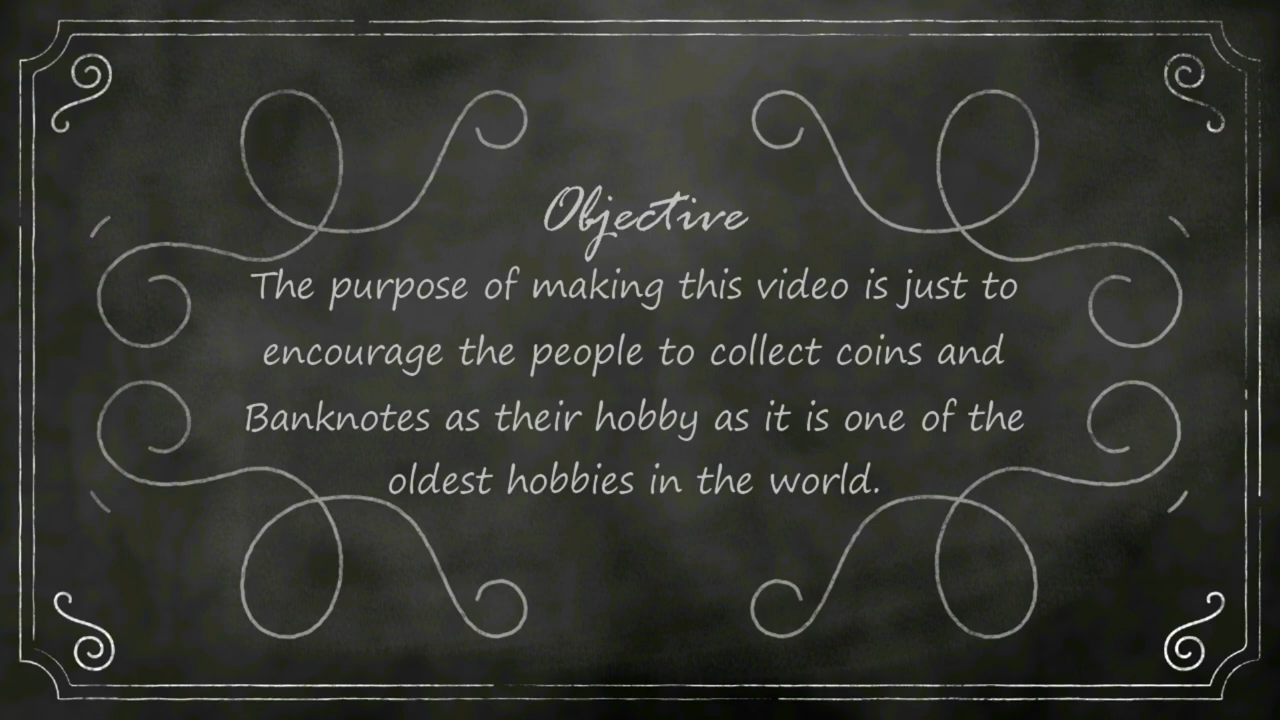 Objective
The purpose of making this video is just to
encourage the people to collect coins and
Banknotes as their hobby as it is one of the
oldest hobbies in the world.